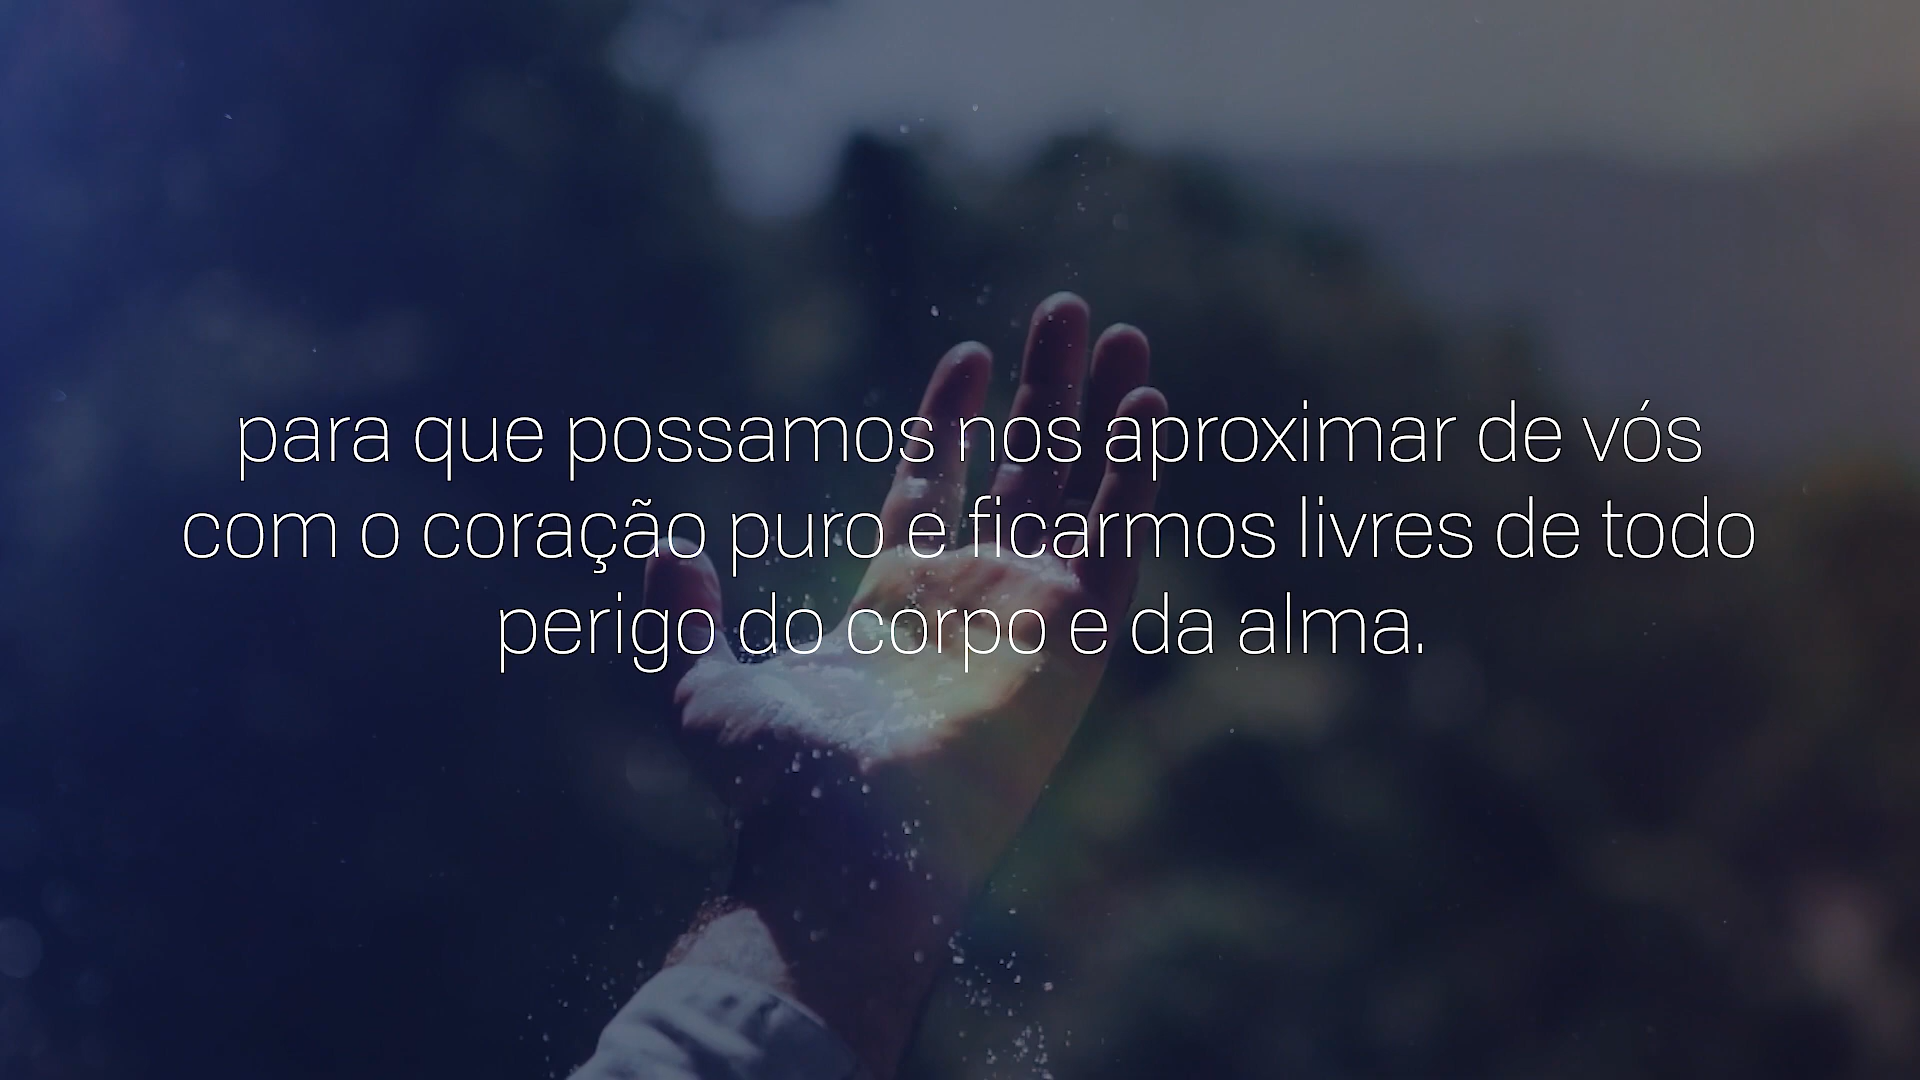 para que possamos nos aproximar de vós
com o coração puro e ficarmos livres de todo
perigo do corpo e da alma.